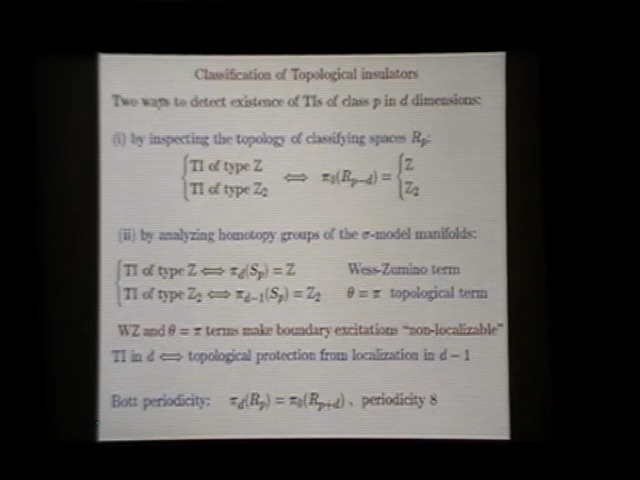 Classification of Topological insulators
Two ways to detect existence of TIs of class p in d dimensions:
(i) by inspecting the topology of classifying spaces R_p:
{ TI of type Z
TI of type Z_2 ⟺ π_0(R_{p−d}) = { Z
Z_2
(ii) by analyzing homotopy groups of the σ-model manifolds:
{ TI of type Z ⟺ π_d(S_p) = Z Wess-Zumino term
TI of type Z_2 ⟺ π_{d−1}(S_p) = Z_2 θ = π topological term
WZ and θ = π terms make boundary excitations "non-localizable"
TI in d ⟺ topological protection from localization in d − 1
Bott periodicity: π_d(R_p) = π_0(R_{p+d}) , periodicity 8